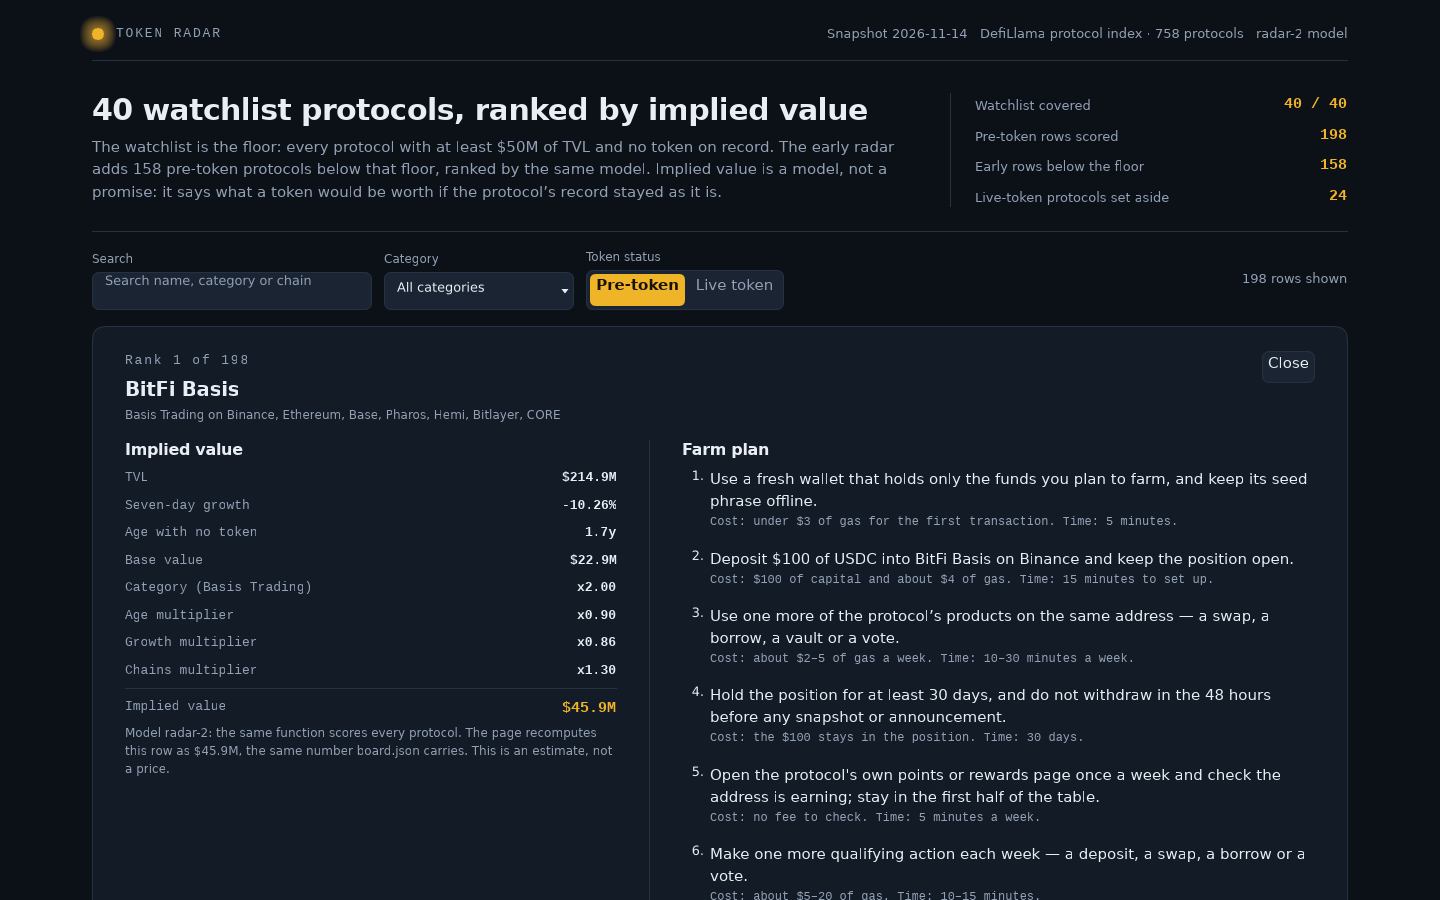 TOKEN RADAR
Snapshot 2026-11-14 DefiLlama protocol index · 758 protocols radar-2 model
40 watchlist protocols, ranked by implied value
The watchlist is the floor: every protocol with at least $50M of TVL and no token on record. The early radar
adds 158 pre-token protocols below that floor, ranked by the same model. Implied value is a model, not a
promise: it says what a token would be worth if the protocol’s record stayed as it is.
Watchlist covered 40 / 40
Pre-token rows scored 198
Early rows below the floor 158
Live-token protocols set aside 24
Search
Search name, category or chain
Category
All categories
Token status
Pre-token Live token
198 rows shown
Rank 1 of 198
Close
BitFi Basis
Basis Trading on Binance, Ethereum, Base, Pharos, Hemi, Bitlayer, CORE
Implied value
TVL $214.9M
Seven-day growth -10.26%
Age with no token 1.7y
Base value $22.9M
Category (Basis Trading) x2.00
Age multiplier x0.90
Growth multiplier x0.86
Chains multiplier x1.30
Implied value $45.9M
Model radar-2: the same function scores every protocol. The page recomputes
this row as $45.9M, the same number board.json carries. This is an estimate, not
a price.
Farm plan
1. Use a fresh wallet that holds only the funds you plan to farm, and keep its seed
phrase offline.
Cost: under $3 of gas for the first transaction. Time: 5 minutes.
2. Deposit $100 of USDC into BitFi Basis on Binance and keep the position open.
Cost: $100 of capital and about $4 of gas. Time: 15 minutes to set up.
3. Use one more of the protocol’s products on the same address — a swap, a
borrow, a vault or a vote.
Cost: about $2–5 of gas a week. Time: 10–30 minutes a week.
4. Hold the position for at least 30 days, and do not withdraw in the 48 hours
before any snapshot or announcement.
Cost: the $100 stays in the position. Time: 30 days.
5. Open the protocol's own points or rewards page once a week and check the
address is earning; stay in the first half of the table.
Cost: no fee to check. Time: 5 minutes a week.
6. Make one more qualifying action each week — a deposit, a swap, a borrow or a
vote.
Cost: about $5–20 of gas. Time: 10–15 minutes.